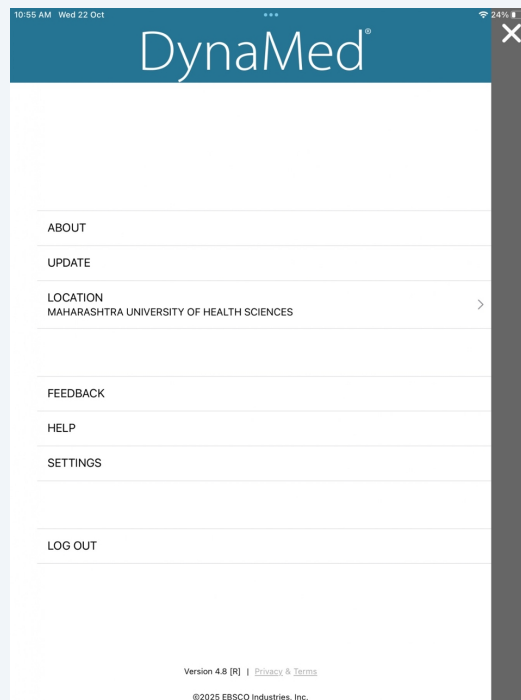 10:55 AM Wed 22 Oct
24%
DynaMed®
ABOUT
UPDATE
LOCATION
MAHARASHTRA UNIVERSITY OF HEALTH SCIENCES
FEEDBACK
HELP
SETTINGS
LOG OUT
Version 4.8 [R] | Privacy & Terms
©2025 EBSCO Industries, Inc.